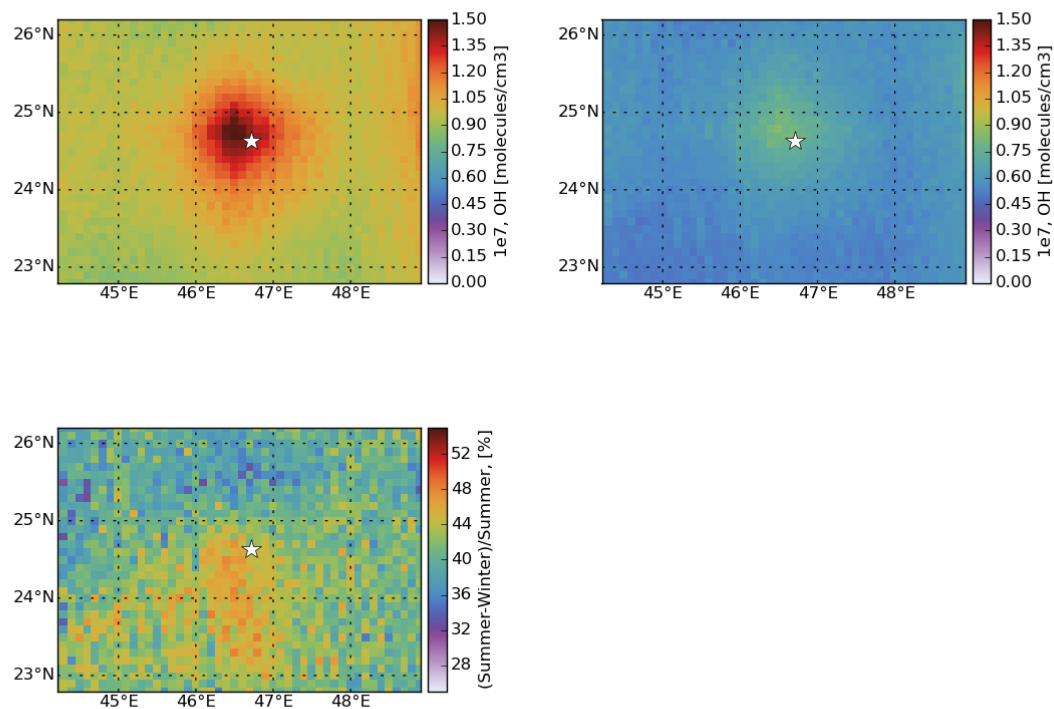 26°N
25°N
24°N
23°N
45°E 46°E 47°E 48°E
1.50
1.35
1.20
1.05
0.90
0.75
0.60
0.45
0.30
0.15
0.00
1e7, OH [molecules/cm3]
26°N
25°N
24°N
23°N
45°E 46°E 47°E 48°E
1.50
1.35
1.20
1.05
0.90
0.75
0.60
0.45
0.30
0.15
0.00
1e7, OH [molecules/cm3]
26°N
25°N
24°N
23°N
45°E 46°E 47°E 48°E
52
48
44
40
36
32
28
(Summer-Winter)/Summer, [%]